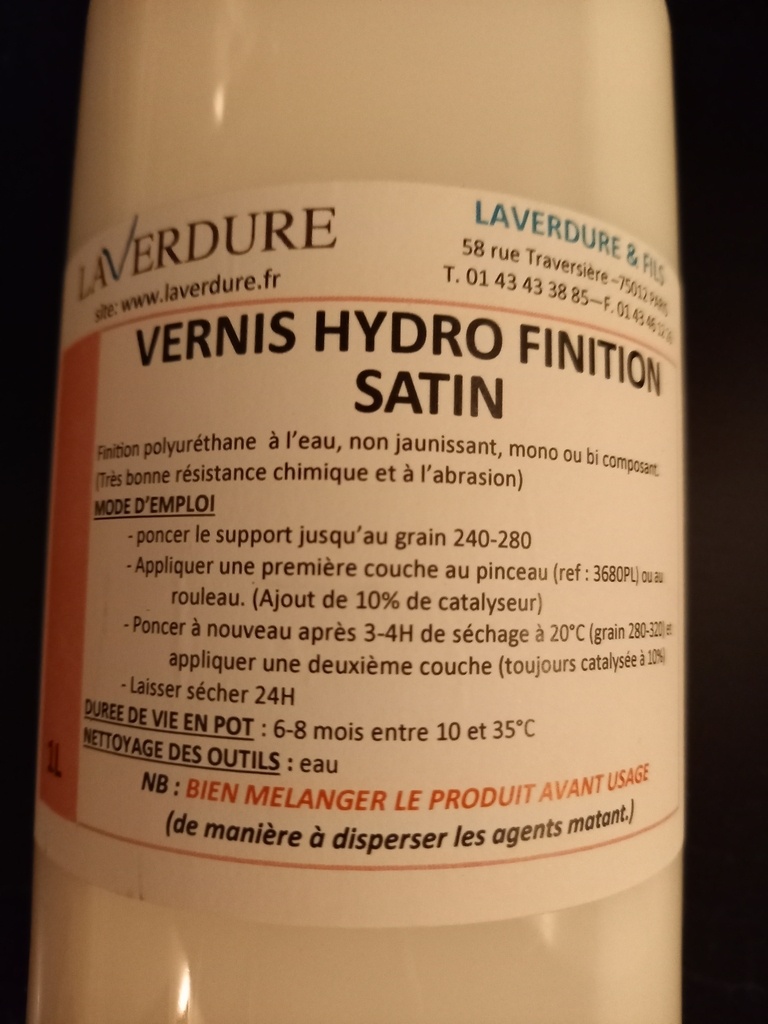 LAVERDURE
site: www.laverdure.fr
LAVERDURE & FILS
58 rue Traversière –75012 PARIS
T. 01 43 43 38 85—F. 01 43 46
VERNIS HYDRO FINITION
SATIN
Finition polyuréthane à l'eau, non jaunissant, mono ou bi composant.
(Très bonne résistance chimique et à l'abrasion)
MODE D'EMPLOI
- poncer le support jusqu'au grain 240-280
- Appliquer une première couche au pinceau (ref : 3680PL) ou au
rouleau. (Ajout de 10% de catalyseur)
- Poncer à nouveau après 3-4H de séchage à 20°C (grain 280-320) et
appliquer une deuxième couche (toujours catalysée à 10%)
- Laisser sécher 24H
DUREE DE VIE EN POT : 6-8 mois entre 10 et 35°C
NETTOYAGE DES OUTILS : eau
1L
NB : BIEN MELANGER LE PRODUIT AVANT USAGE
(de manière à disperser les agents matant.)